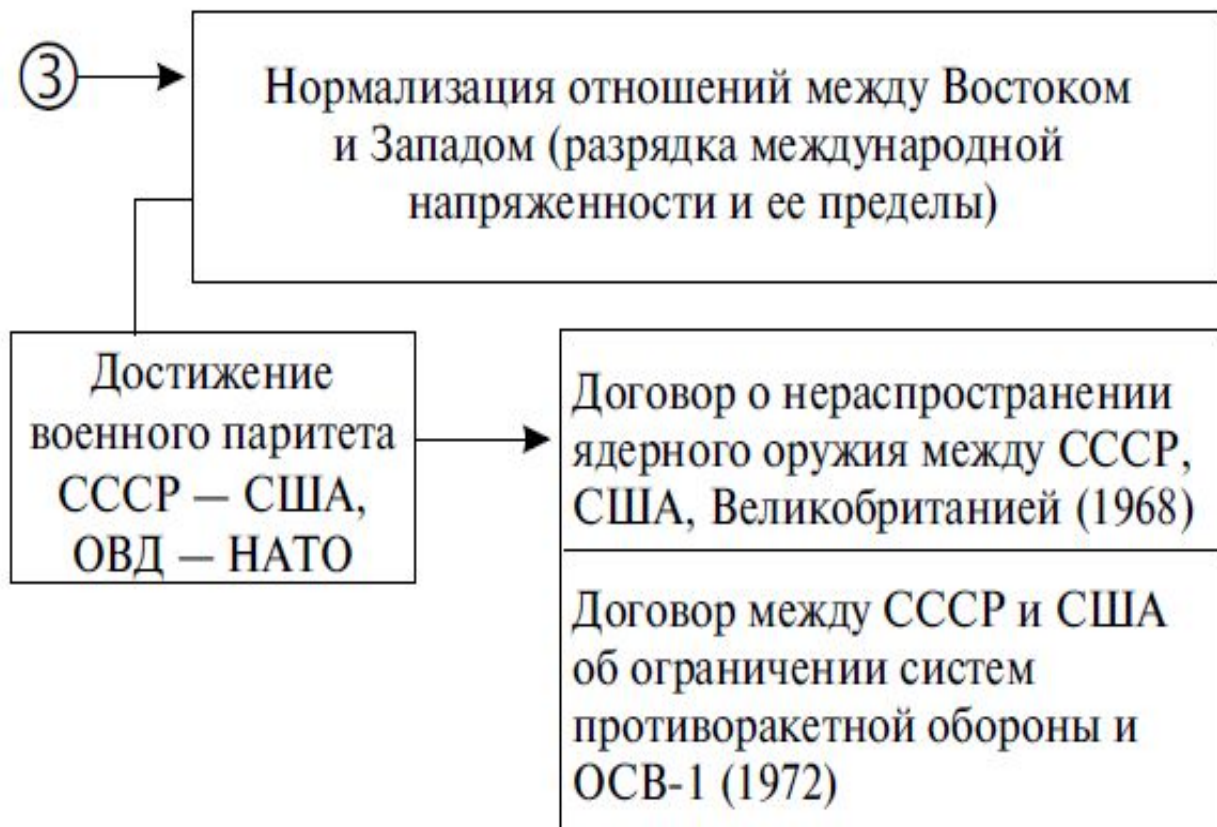 3
Нормализация отношений между Востоком
и Западом (разрядка международной
напряженности и ее пределы)
Достижение
военного паритета
СССР — США,
ОВД — НАТО
Договор о нераспространении
ядерного оружия между СССР,
США, Великобританией (1968)
Договор между СССР и США
об ограничении систем
противоракетной обороны и
ОСВ-1 (1972)